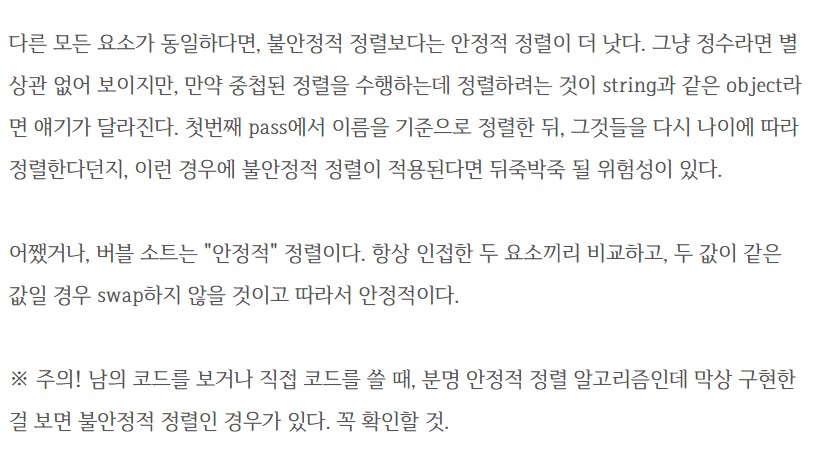 다른 모든 요소가 동일하다면, 불안정적 정렬보다는 안정적 정렬이 더 낫다. 그냥 정수라면 별
상관 없어 보이지만, 만약 중첩된 정렬을 수행하는데 정렬하려는 것이 string과 같은 object라
면 얘기가 달라진다. 첫번째 pass에서 이름을 기준으로 정렬한 뒤, 그것들을 다시 나이에 따라
정렬한다던지, 이런 경우에 불안정적 정렬이 적용된다면 뒤죽박죽 될 위험성이 있다.
어쨌거나, 버블 소트는 "안정적" 정렬이다. 항상 인접한 두 요소끼리 비교하고, 두 값이 같은
값일 경우 swap하지 않을 것이고 따라서 안정적이다.
※ 주의! 남의 코드를 보거나 직접 코드를 쓸 때, 분명 안정적 정렬 알고리즘인데 막상 구현한
걸 보면 불안정적 정렬인 경우가 있다. 꼭 확인할 것.